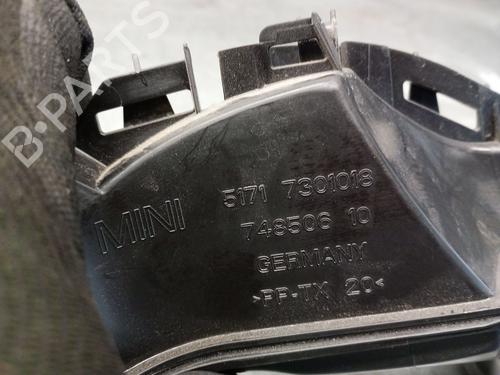 B-PARTS
MINI
5171 7301018
748506 10
GERMANY
>PP-TX 20<